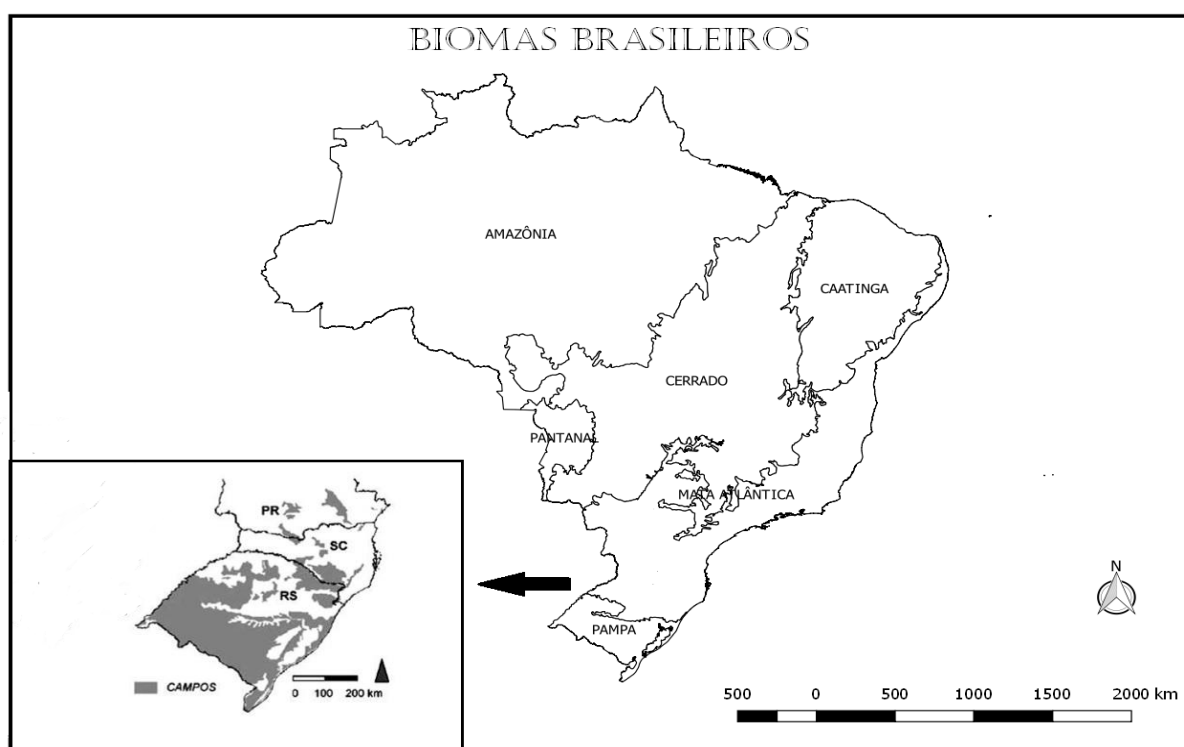 BIOMAS BRASILEIROS
AMAZÔNIA
CAATINGA
CERRADO
PANTANAL
MATA ATLÂNTICA
PAMPA
PR
SC
RS
CAMPOS
0 100 200 km
N
500 0 500 1000 1500 2000 km